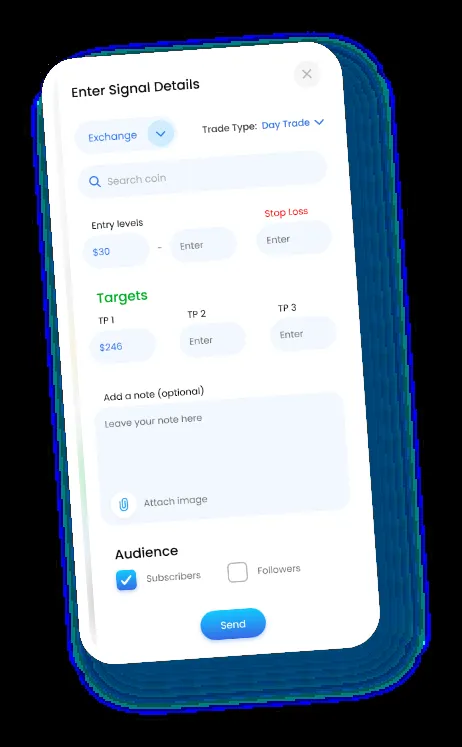 Enter Signal Details
Exchange
Trade Type: Day Trade
Search coin
Entry levels
Stop Loss
$30 - Enter
Enter
Targets
TP 1
TP 2
TP 3
$246
Enter
Enter
Add a note (optional)
Leave your note here
Attach image
Audience
Subscribers
Followers
Send